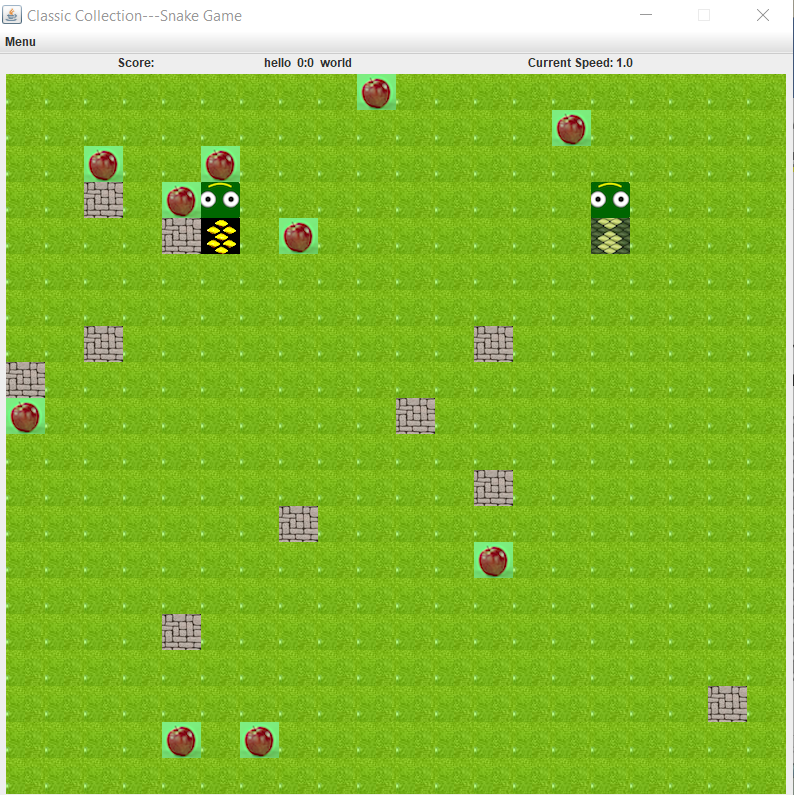 Classic Collection---Snake Game
Menu
Score: hello 0:0 world Current Speed: 1.0